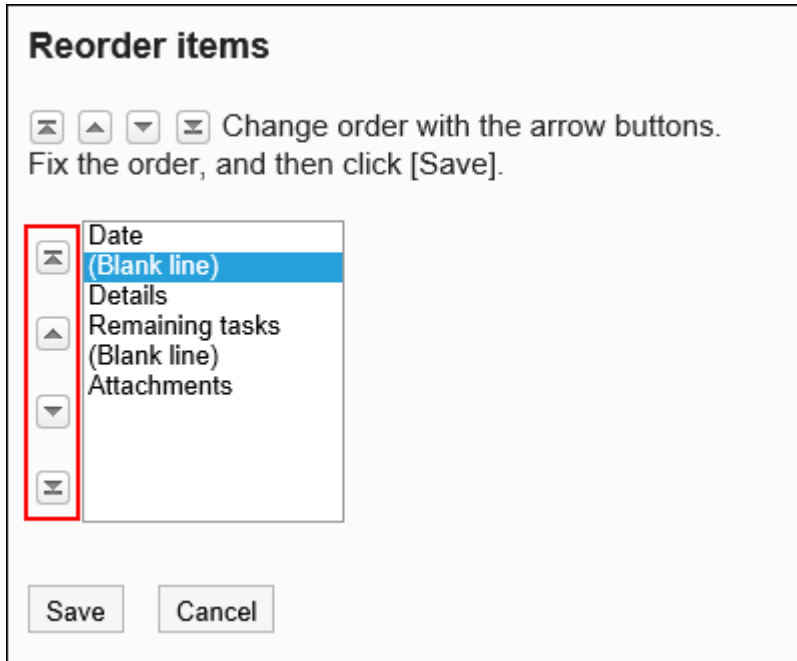 Reorder items
Change order with the arrow buttons.
Fix the order, and then click [Save].
Date
(Blank line)
Details
Remaining tasks
(Blank line)
Attachments
Save Cancel